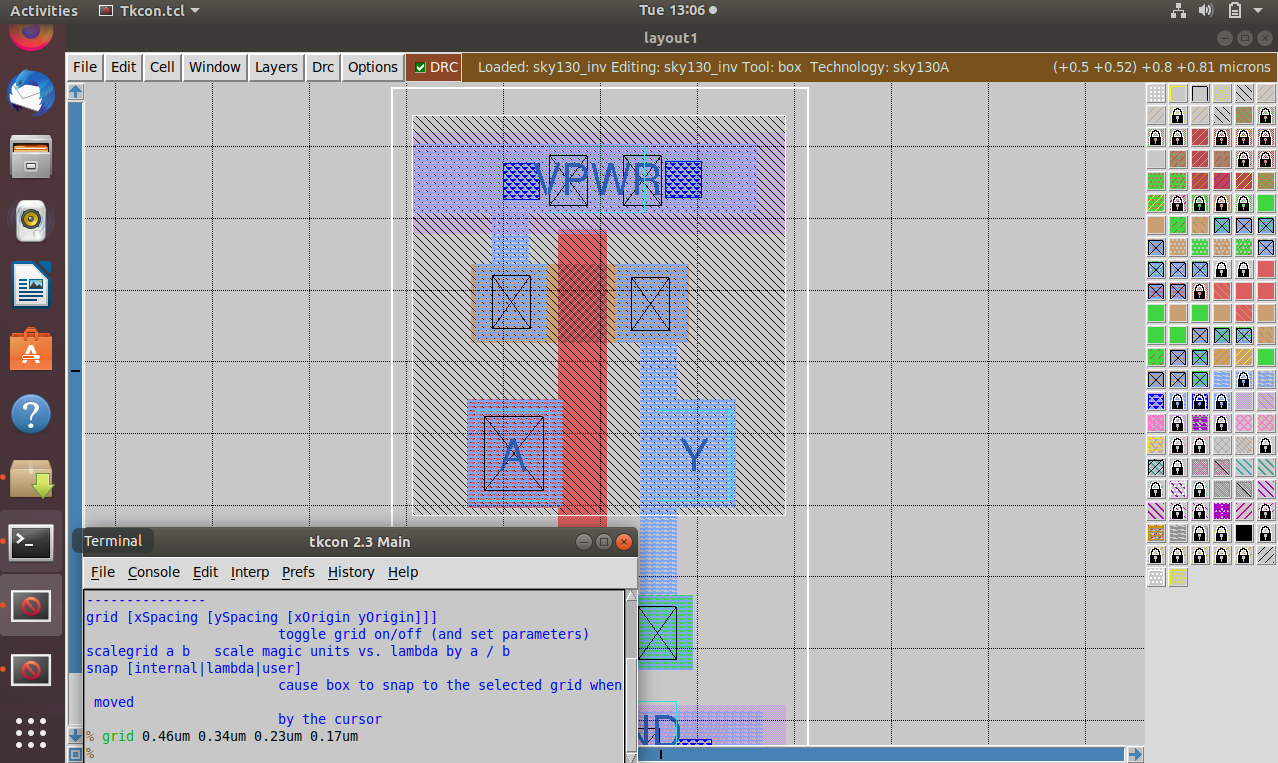 Activities Tkcon.tcl Tue 13:06
layout1
File Edit Cell Window Layers Drc Options DRC Loaded: sky130_inv Editing: sky130_inv Tool: box Technology: sky130A (+0.5 +0.52) +0.8 +0.81 microns
VPWR
A Y
Terminal tkcon 2.3 Main
File Console Edit Interp Prefs History Help
---------------
grid [xSpacing [ySpacing [xOrigin yOrigin]]]
toggle grid on/off (and set parameters)
scalegrid a b scale magic units vs. lambda by a / b
snap [internal|lambda|user]
cause box to snap to the selected grid when
moved
by the cursor
% grid 0.46um 0.34um 0.23um 0.17um
%